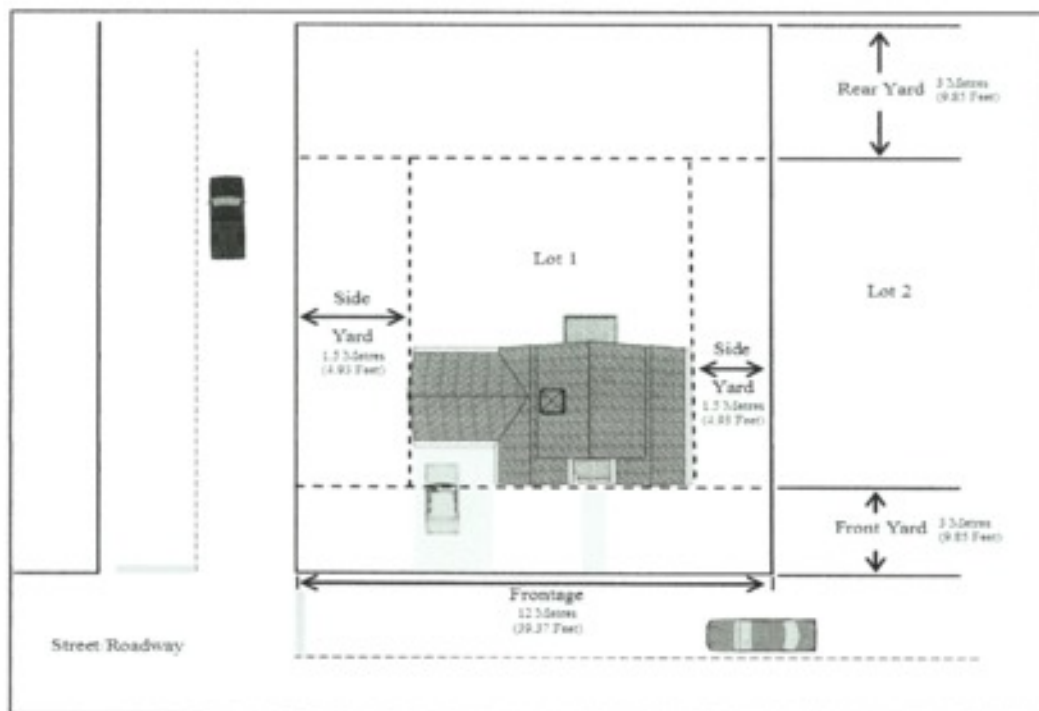 Rear Yard
3 Metres
(9.85 Feet)
Lot 1
Lot 2
Side
Yard
1.5 Metres
(4.93 Feet)
Side
Yard
1.5 Metres
(4.93 Feet)
Front Yard
3 Metres
(9.85 Feet)
Frontage
12 Metres
(39.37 Feet)
Street Roadway